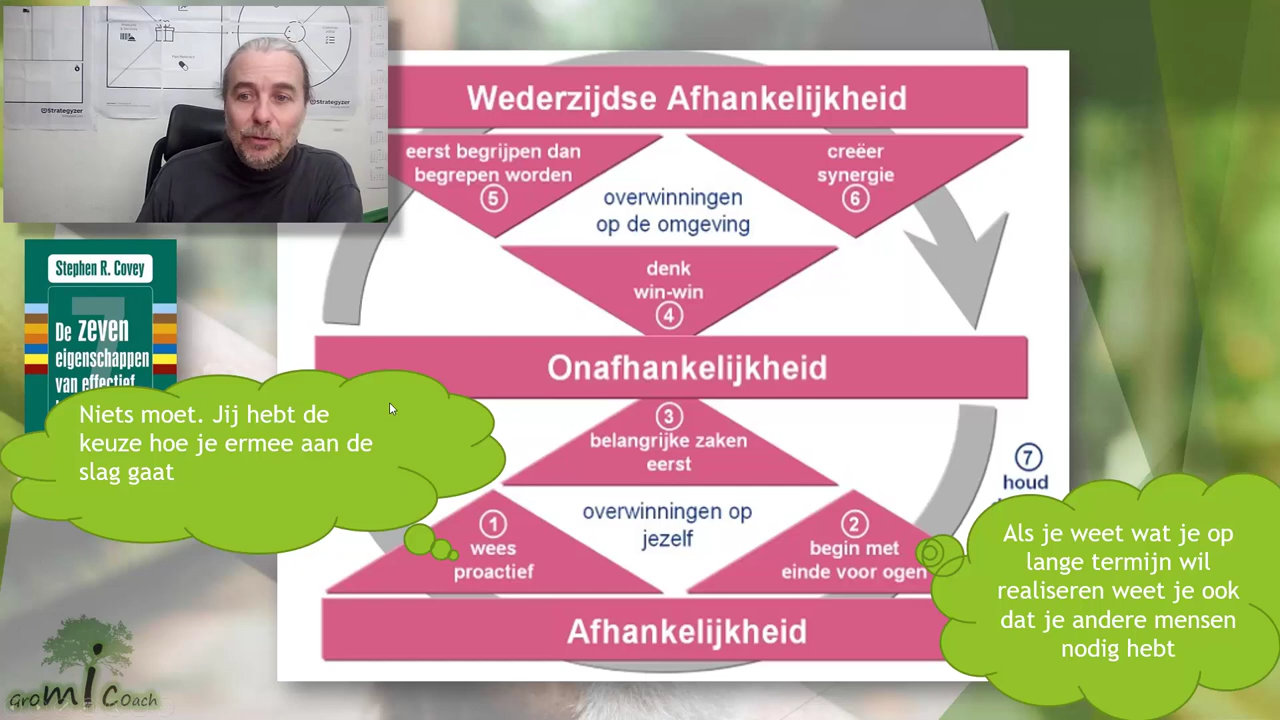 Strategyzer
Strategyzer
Wederzijdse Afhankelijkheid
eerst begrijpen dan
begrepen worden
5
creëer
synergie
6
overwinningen
op de omgeving
denk
win-win
4
Stephen R. Covey
7
De zeven
eigenschappen
van effectief
Onafhankelijkheid
3
belangrijke zaken
eerst
Niets moet. Jij hebt de
keuze hoe je ermee aan de
slag gaat
7
houd
overwinningen op
jezelf
1
wees
proactief
2
begin met
einde voor ogen
Als je weet wat je op
lange termijn wil
realiseren weet je ook
dat je andere mensen
nodig hebt
Afhankelijkheid
Gromi Coach